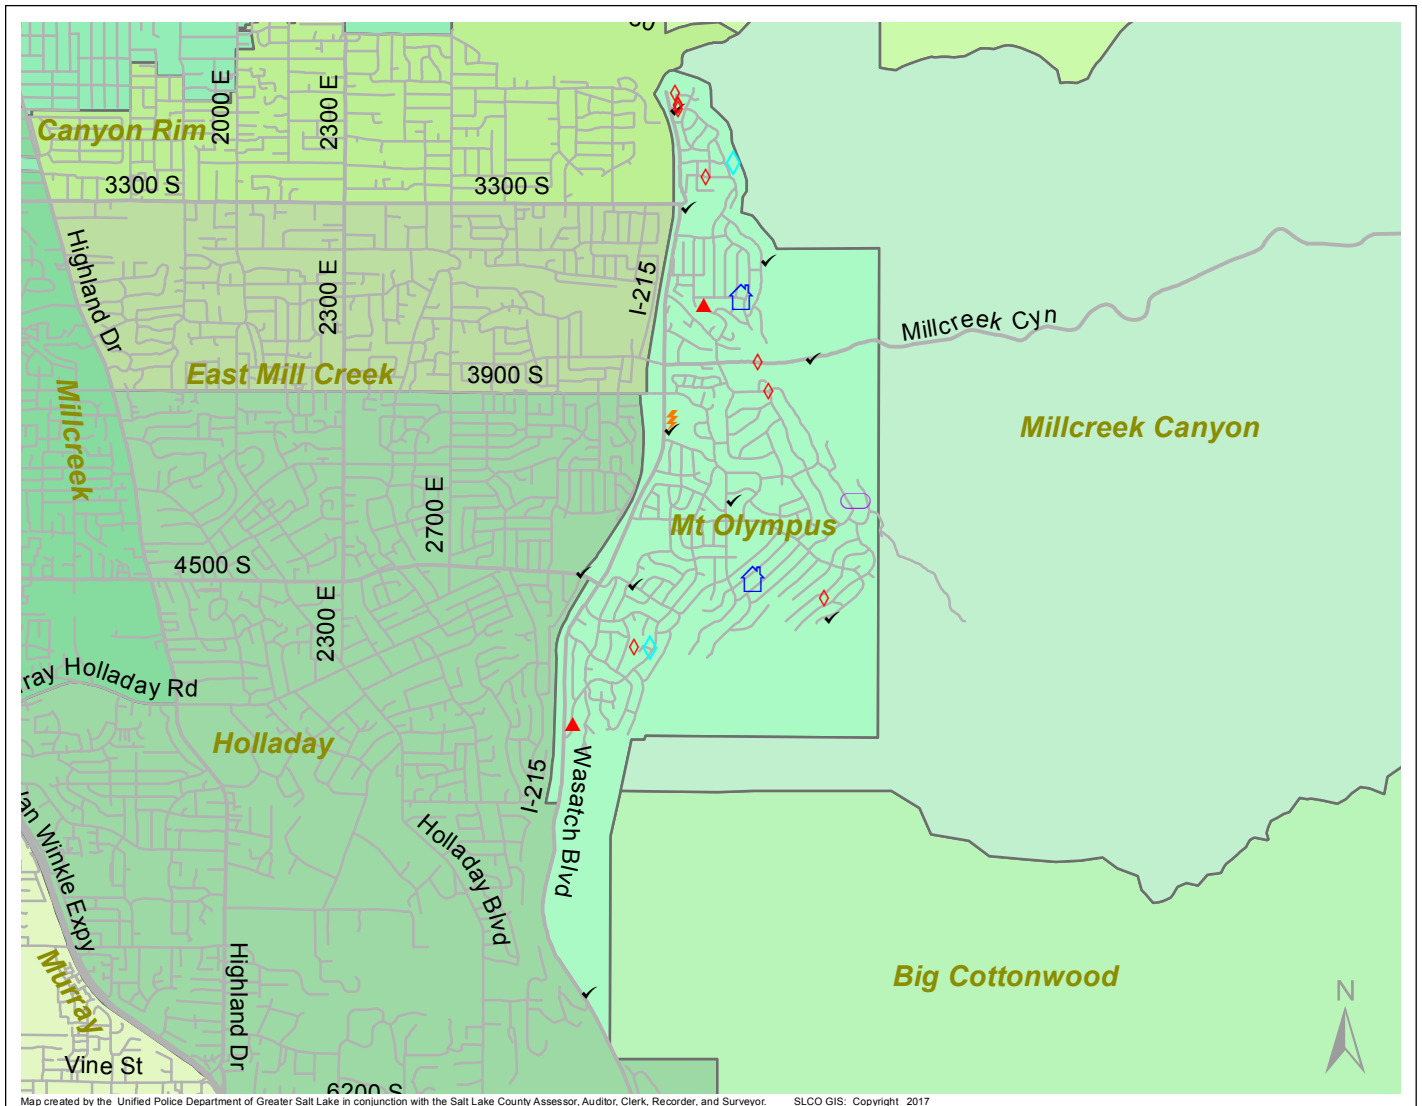 2000 E
2300 E
Canyon Rim
3300 S
3300 S
Highland Dr
2300 E
I-215
Millcreek Cyn
East Mill Creek
3900 S
Millcreek
Millcreek Canyon
2700 E
Mt Olympus
4500 S
2300 E
ray Holladay Rd
Holladay
I-215
Wasatch Blvd
Holladay Blvd
an Winkle Expy
Murray
Highland Dr
Big Cottonwood
N
Vine St
6200 S
Map created by the Unified Police Department of Greater Salt Lake in conjunction with the Salt Lake County Assessor, Auditor, Clerk, Recorder, and Surveyor. SLCO GIS: Copyright 2017